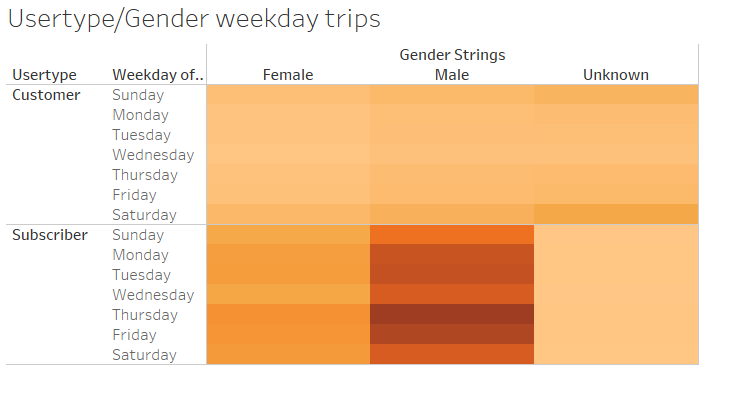 Usertype/Gender weekday trips
Gender Strings
Usertype Weekday of.. Female Male Unknown
Customer Sunday
Monday
Tuesday
Wednesday
Thursday
Friday
Saturday
Subscriber Sunday
Monday
Tuesday
Wednesday
Thursday
Friday
Saturday